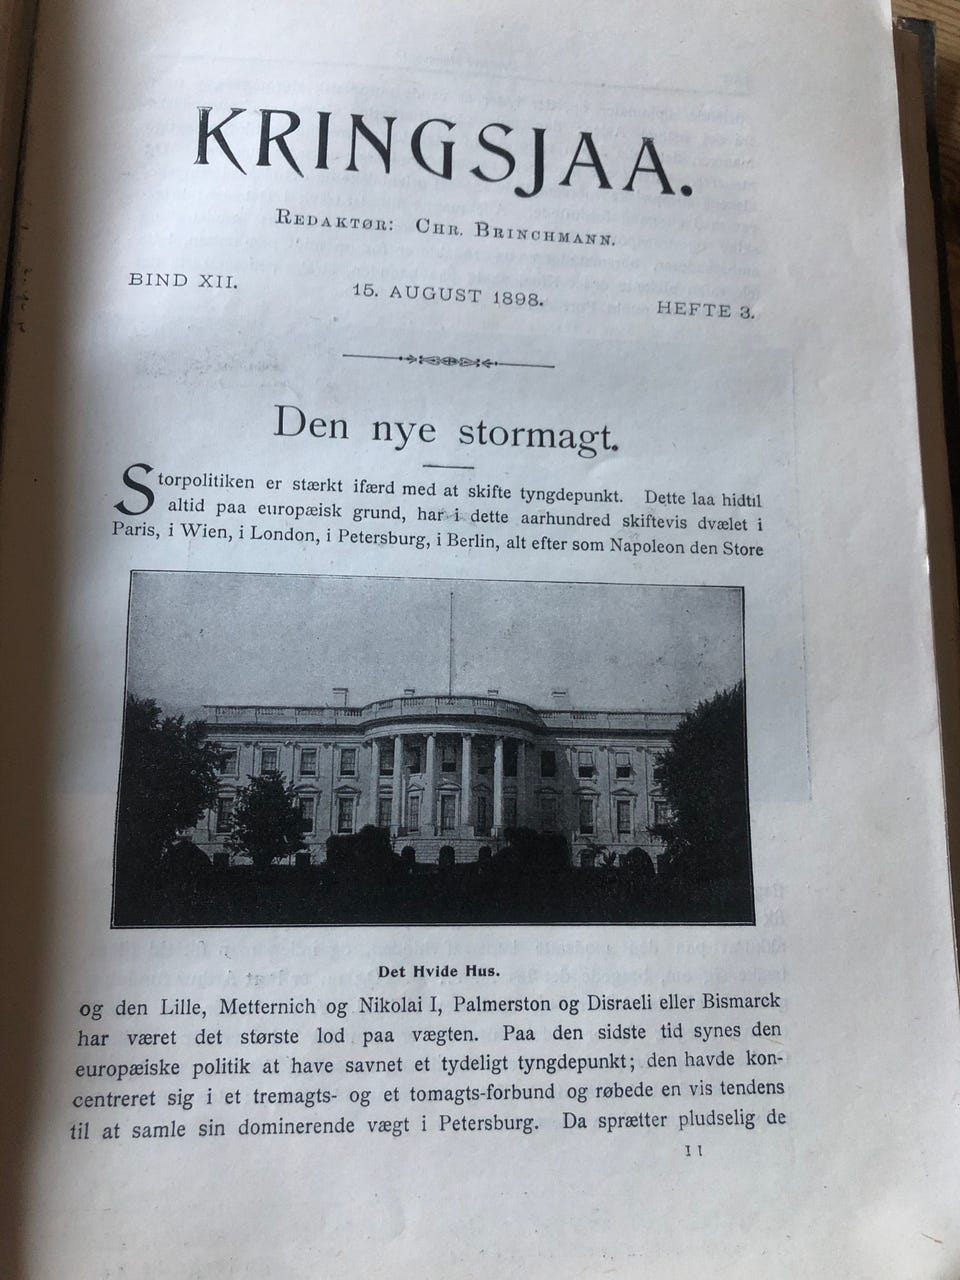 KRINGSJAA.
REDAKTØR: CHR. BRINCHMANN.
BIND XII. 15. AUGUST 1898. HEFTE 3.
Den nye stormagt.
Storpolitiken er stærkt ifærd med at skifte tyngdepunkt. Dette laa hidtil
altid paa europæisk grund, har i dette aarhundred skiftevis dvælet i
Paris, i Wien, i London, i Petersburg, i Berlin, alt efter som Napoleon den Store
Det Hvide Hus.
og den Lille, Metternich og Nikolai I, Palmerston og Disraeli eller Bismarck
har været det største lod paa vægten. Paa den sidste tid synes den
europæiske politik at have savnet et tydeligt tyngdepunkt; den havde kon-
centreret sig i et tremagts- og et tomagts-forbund og røbede en vis tendens
til at samle sin dominerende vægt i Petersburg. Da sprætter pludselig de
11